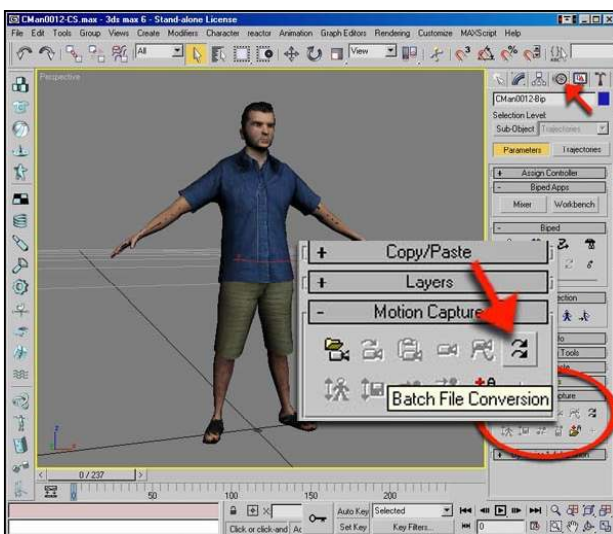 CMan0012-CS.max - 3ds max 6 - Stand-alone License
File Edit Tools Group Views Create Modifiers Character reactor Animation Graph Editors Rendering Customize MAXScript Help
All
View
Perspective
CMan0012-Bip
Selection Level:
Sub-Object Trajectories
Parameters Trajectories
+ Assign Controller
- Biped Apps
Mixer Workbench
- Biped
+ Copy/Paste
+ Layers
- Motion Capture
Batch File Conversion
0 / 237
0 50 100 150 200
X:
Auto Key Selected
Set Key Key Filters...
0
Click or click-and